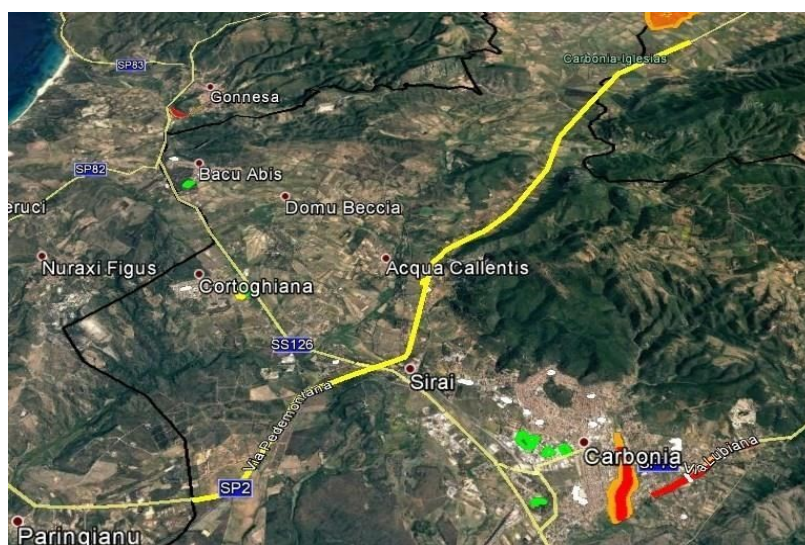 Carbonia-Iglesias
SP83
Gonnesa
SP82
Bacu Abis
Domu Beccia
eruci
Nuraxi Figus
Cortoghiana
Acqua Callentis
SS126
Sirai
Via Pedemontana
Carbonia
Via Lubiana
SP2
Paringianu